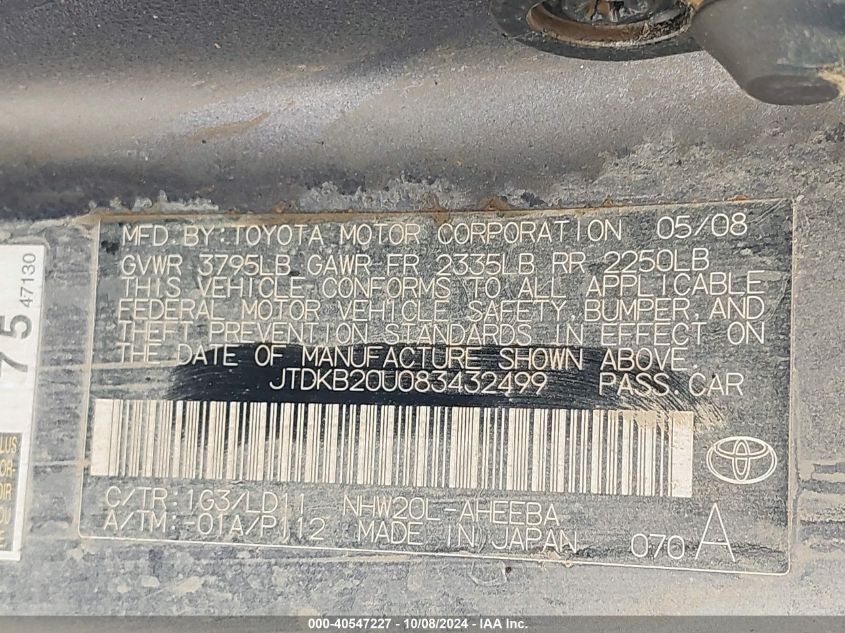 MFD.BY:TOYOTA MOTOR CORPORATION 05/08
GVWR 3795LB GAWR FR 2335LB RR 2250LB
THIS VEHICLE CONFORMS TO ALL APPLICABLE
FEDERAL MOTOR VEHICLE SAFETY,BUMPER,AND
THEFT PREVENTION STANDARDS IN EFFECT ON
THE DATE OF MANUFACTURE SHOWN ABOVE.
JTDKB20U083432499 PASS.CAR
C/TR:1G3/LD11 NHW20L-AHEEBA
A/TM:-01A/P112 MADE IN JAPAN 070 A
75
47130
000-40547227 - 10/08/2024 - IAA Inc.